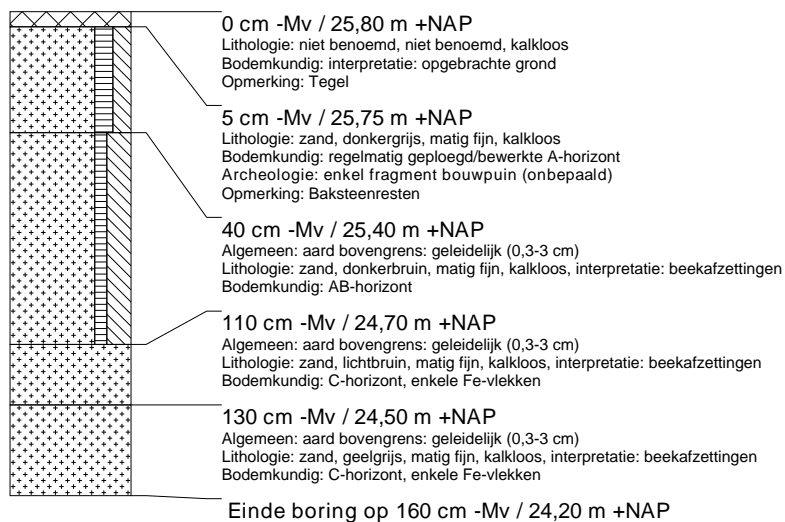 0 cm -Mv / 25,80 m +NAP
Lithologie: niet benoemd, niet benoemd, kalkloos
Bodemkundig: interpretatie: opgebrachte grond
Opmerking: Tegel
5 cm -Mv / 25,75 m +NAP
Lithologie: zand, donkergrijs, matig fijn, kalkloos
Bodemkundig: regelmatig geploegd/bewerkte A-horizont
Archeologie: enkel fragment bouwpuin (onbepaald)
Opmerking: Baksteenresten
40 cm -Mv / 25,40 m +NAP
Algemeen: aard bovengrens: geleidelijk (0,3-3 cm)
Lithologie: zand, donkerbruin, matig fijn, kalkloos, interpretatie: beekafzettingen
Bodemkundig: AB-horizont
110 cm -Mv / 24,70 m +NAP
Algemeen: aard bovengrens: geleidelijk (0,3-3 cm)
Lithologie: zand, lichtbruin, matig fijn, kalkloos, interpretatie: beekafzettingen
Bodemkundig: C-horizont, enkele Fe-vlekken
130 cm -Mv / 24,50 m +NAP
Algemeen: aard bovengrens: geleidelijk (0,3-3 cm)
Lithologie: zand, geelgrijs, matig fijn, kalkloos, interpretatie: beekafzettingen
Bodemkundig: C-horizont, enkele Fe-vlekken
Einde boring op 160 cm -Mv / 24,20 m +NAP